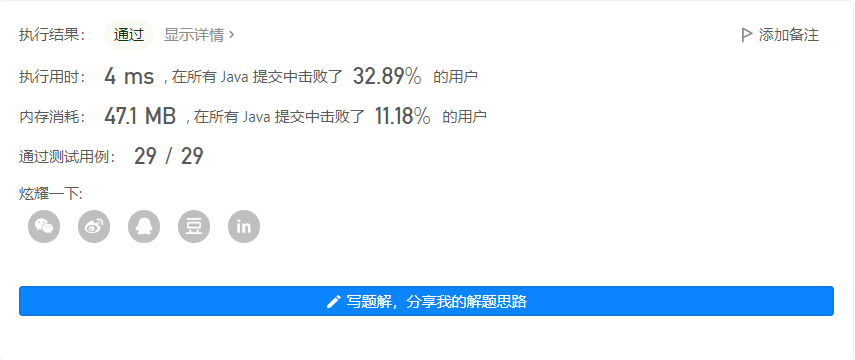 执行结果： 通过 显示详情 > 添加备注
执行用时： 4 ms , 在所有 Java 提交中击败了 32.89% 的用户
内存消耗： 47.1 MB , 在所有 Java 提交中击败了 11.18% 的用户
通过测试用例： 29 / 29
炫耀一下:
豆 in
写题解，分享我的解题思路